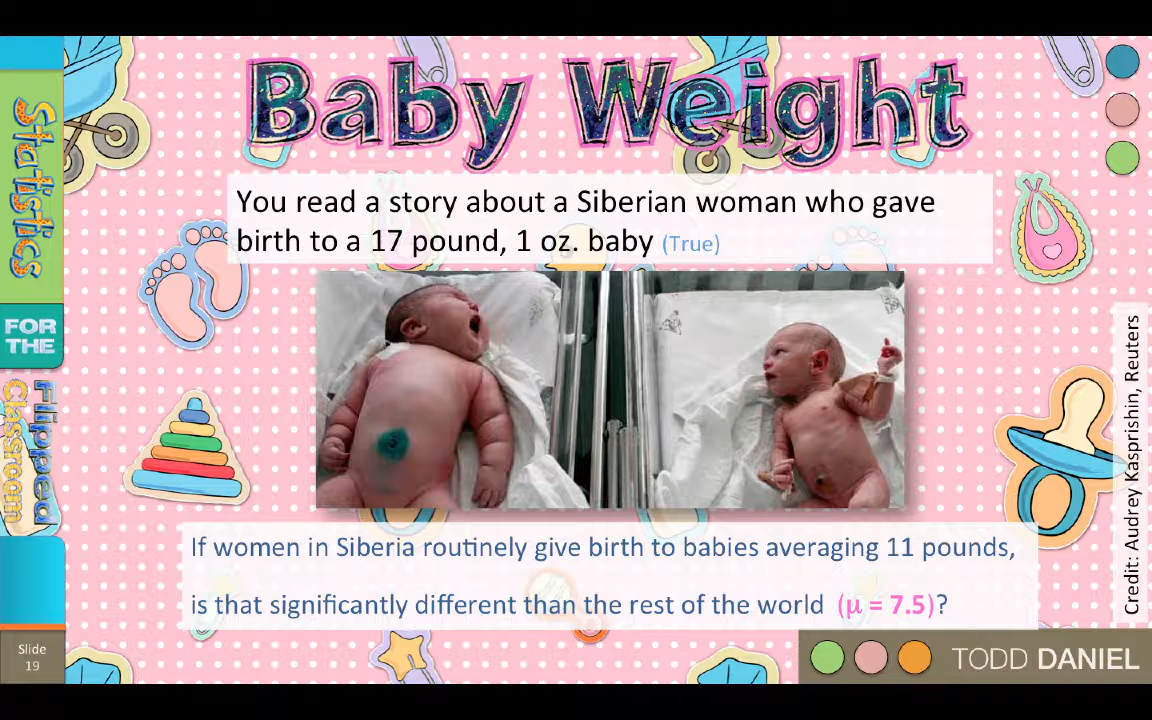 Baby Weight
You read a story about a Siberian woman who gave
birth to a 17 pound, 1 oz. baby (True)
If women in Siberia routinely give birth to babies averaging 11 pounds,
is that significantly different than the rest of the world (μ = 7.5)?
Credit: Audrey Kasprishin, Reuters
Statistics
FOR
THE
Flipped
Classroom
Slide
19
TODD DANIEL